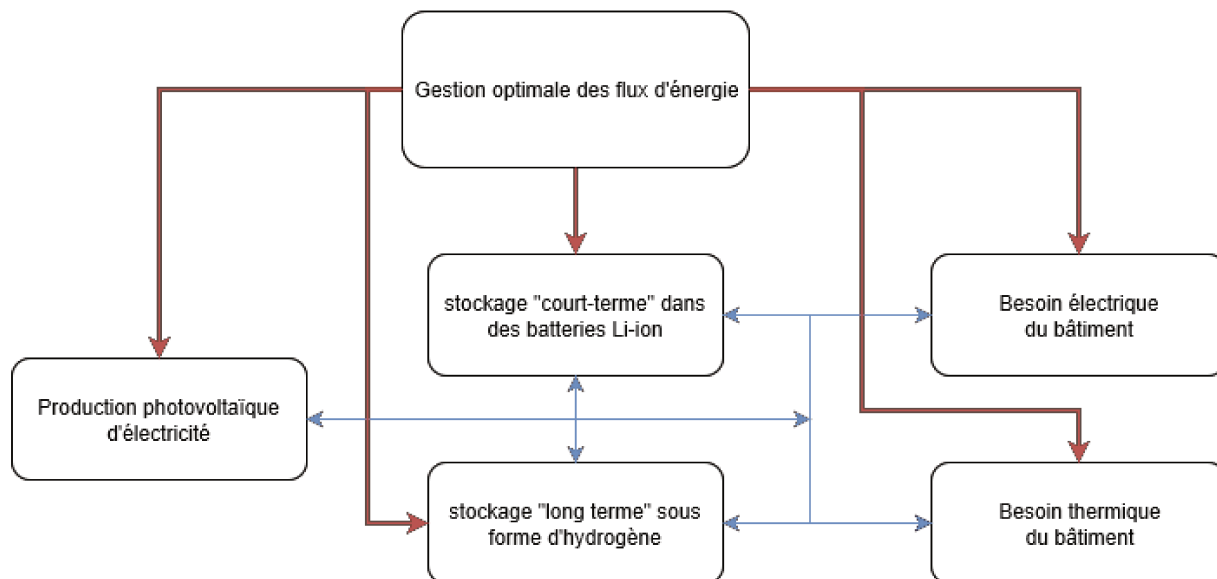 Gestion optimale des flux d'énergie
stockage "court-terme" dans
des batteries Li-ion
Besoin électrique
du bâtiment
Production photovoltaïque
d'électricité
stockage "long terme" sous
forme d'hydrogène
Besoin thermique
du bâtiment